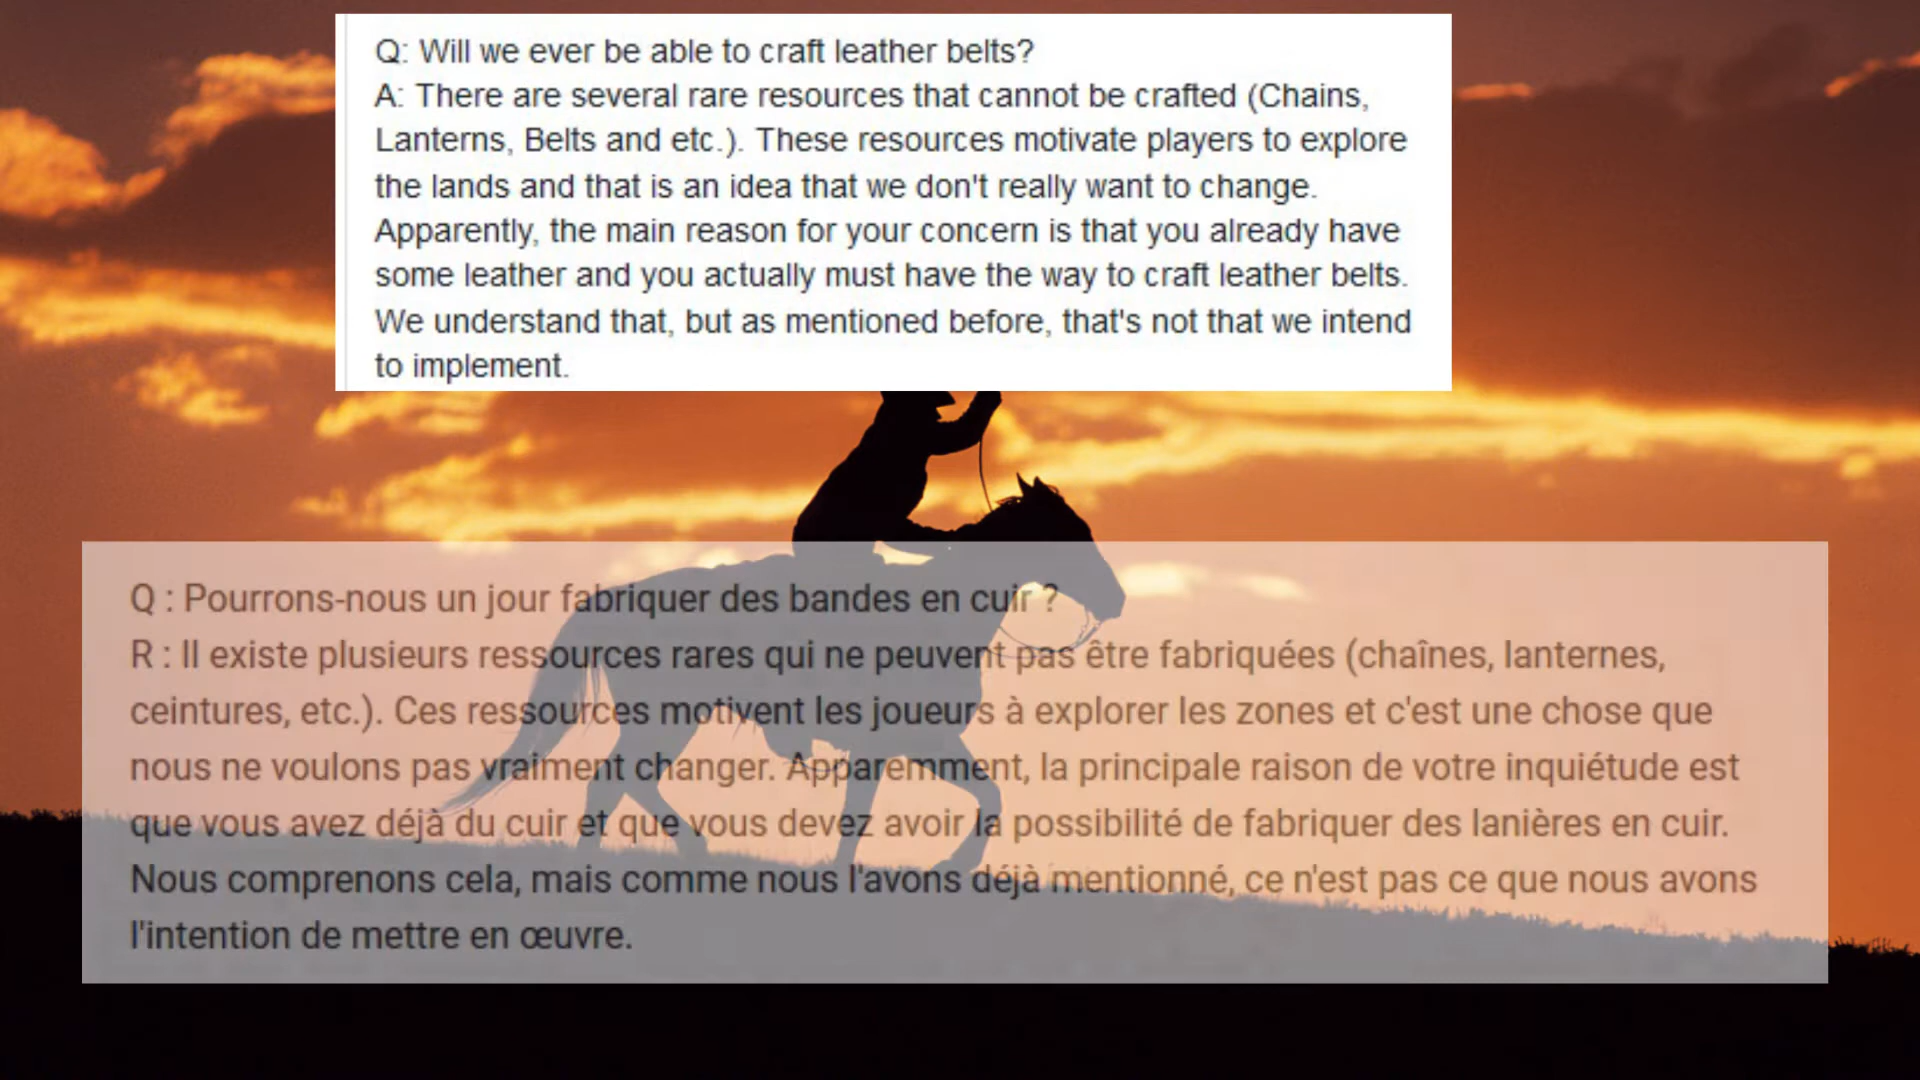 Q: Will we ever be able to craft leather belts?
A: There are several rare resources that cannot be crafted (Chains,
Lanterns, Belts and etc.). These resources motivate players to explore
the lands and that is an idea that we don't really want to change.
Apparently, the main reason for your concern is that you already have
some leather and you actually must have the way to craft leather belts.
We understand that, but as mentioned before, that's not that we intend
to implement.
Q : Pourrons-nous un jour fabriquer des bandes en cuir ?
R : Il existe plusieurs ressources rares qui ne peuvent pas être fabriquées (chaînes, lanternes,
ceintures, etc.). Ces ressources motivent les joueurs à explorer les zones et c'est une chose que
nous ne voulons pas vraiment changer. Apparemment, la principale raison de votre inquiétude est
que vous avez déjà du cuir et que vous devez avoir la possibilité de fabriquer des lanières en cuir.
Nous comprenons cela, mais comme nous l'avons déjà mentionné, ce n'est pas ce que nous avons
l'intention de mettre en œuvre.